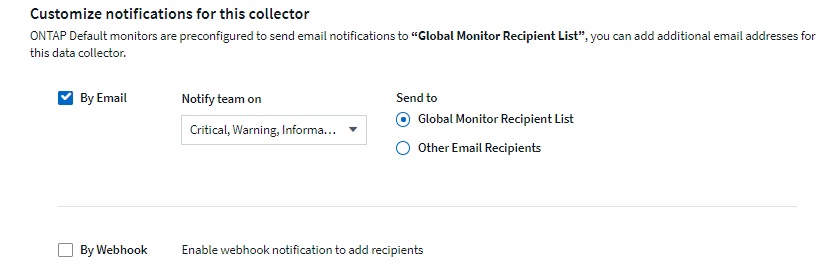 Customize notifications for this collector
ONTAP Default monitors are preconfigured to send email notifications to “Global Monitor Recipient List”, you can add additional email addresses for
this data collector.
By Email
Notify team on
Send to
Critical, Warning, Informa...
Global Monitor Recipient List
Other Email Recipients
By Webhook
Enable webhook notification to add recipients